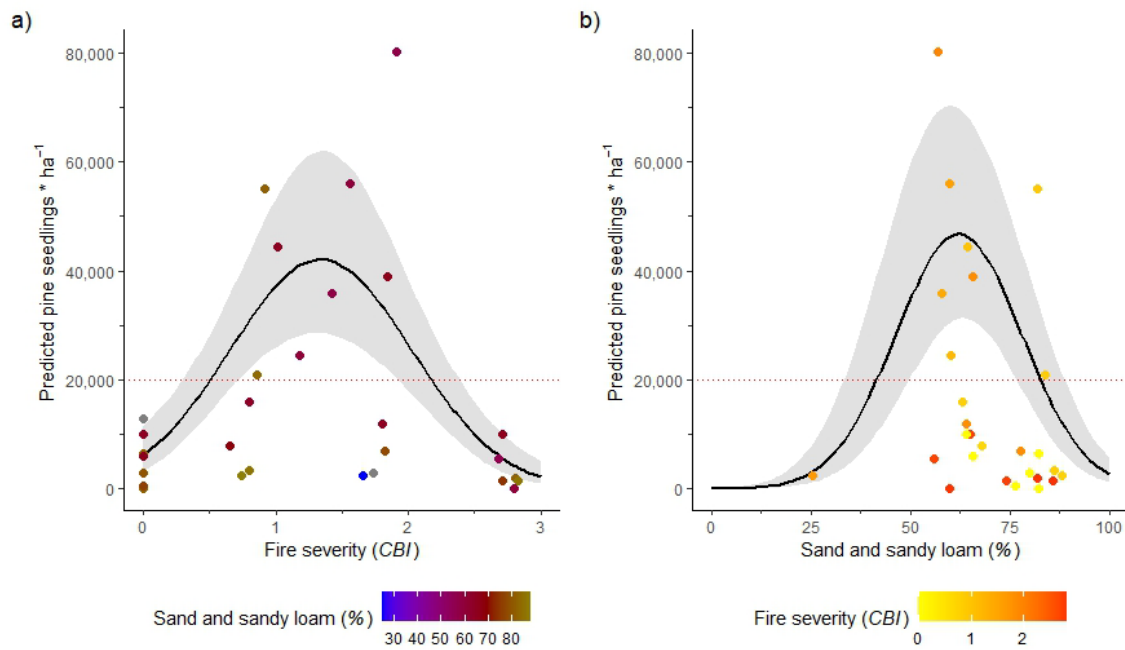 a)
80,000
60,000
40,000
20,000
0
Predicted pine seedlings * ha⁻¹
0 1 2 3
Fire severity (CBI)
Sand and sandy loam (%)
30 40 50 60 70 80
b)
80,000
60,000
40,000
20,000
0
Predicted pine seedlings * ha⁻¹
0 25 50 75 100
Sand and sandy loam (%)
Fire severity (CBI)
0 1 2